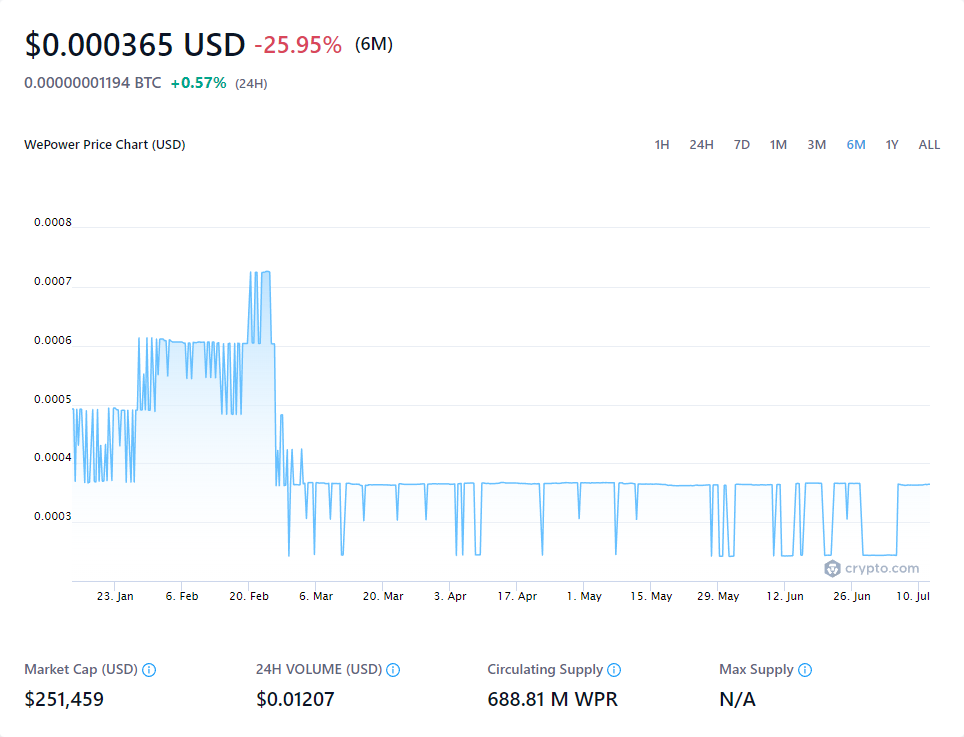 $0.000365 USD -25.95% (6M)
0.00000001194 BTC +0.57% (24H)
WePower Price Chart (USD) 1H 24H 7D 1M 3M 6M 1Y ALL
0.0008
0.0007
0.0006
0.0005
0.0004
0.0003
crypto.com
23. Jan 6. Feb 20. Feb 6. Mar 20. Mar 3. Apr 17. Apr 1. May 15. May 29. May 12. Jun 26. Jun 10. Jul
Market Cap (USD) 24H VOLUME (USD) Circulating Supply Max Supply
$251,459 $0.01207 688.81 M WPR N/A